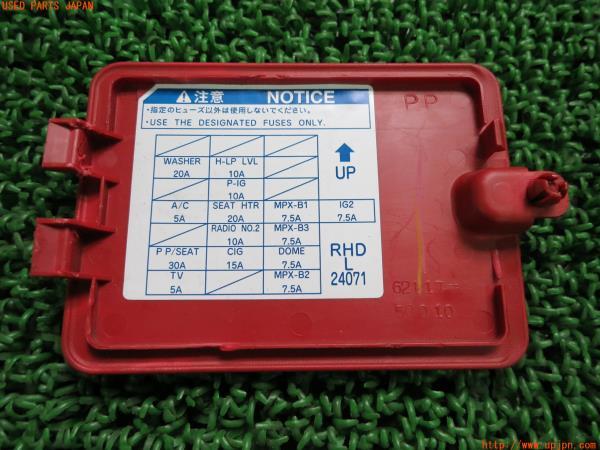 USED PARTS JAPAN
注意 NOTICE
・指定のヒューズ以外は使用しないでください。
・USE THE DESIGNATED FUSES ONLY.
WASHER 20A H-LP LVL 10A
P-IG 10A
UP
A/C 5A SEAT HTR 20A MPX-B1 7.5A IG2 7.5A
RADIO NO.2 10A MPX-B3 7.5A
P P/SEAT 30A CIG 15A DOME 7.5A
TV 5A MPX-B2 7.5A
RHD
L
24071
PP
http://www.upjpn.com/